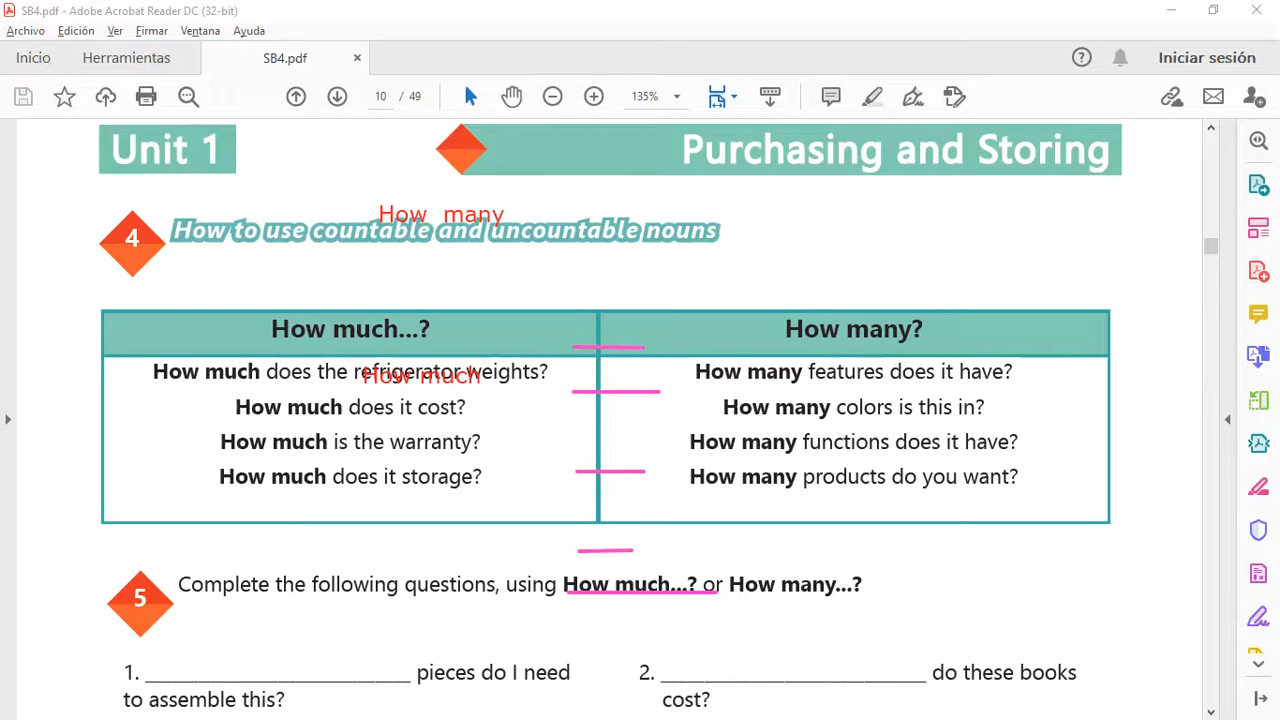 SB4.pdf - Adobe Acrobat Reader DC (32-bit)
Archivo Edición Ver Firmar Ventana Ayuda
Inicio Herramientas SB4.pdf × Iniciar sesión
10 / 49 135%
Unit 1 Purchasing and Storing
How many
4 How to use countable and uncountable nouns
How much...? How many?
How much does the refrigerator weights? How many features does it have?
How much
How much does it cost? How many colors is this in?
How much is the warranty? How many functions does it have?
How much does it storage? How many products do you want?
5 Complete the following questions, using How much...? or How many...?
1. ________________________ pieces do I need 2. ________________________ do these books
to assemble this? cost?